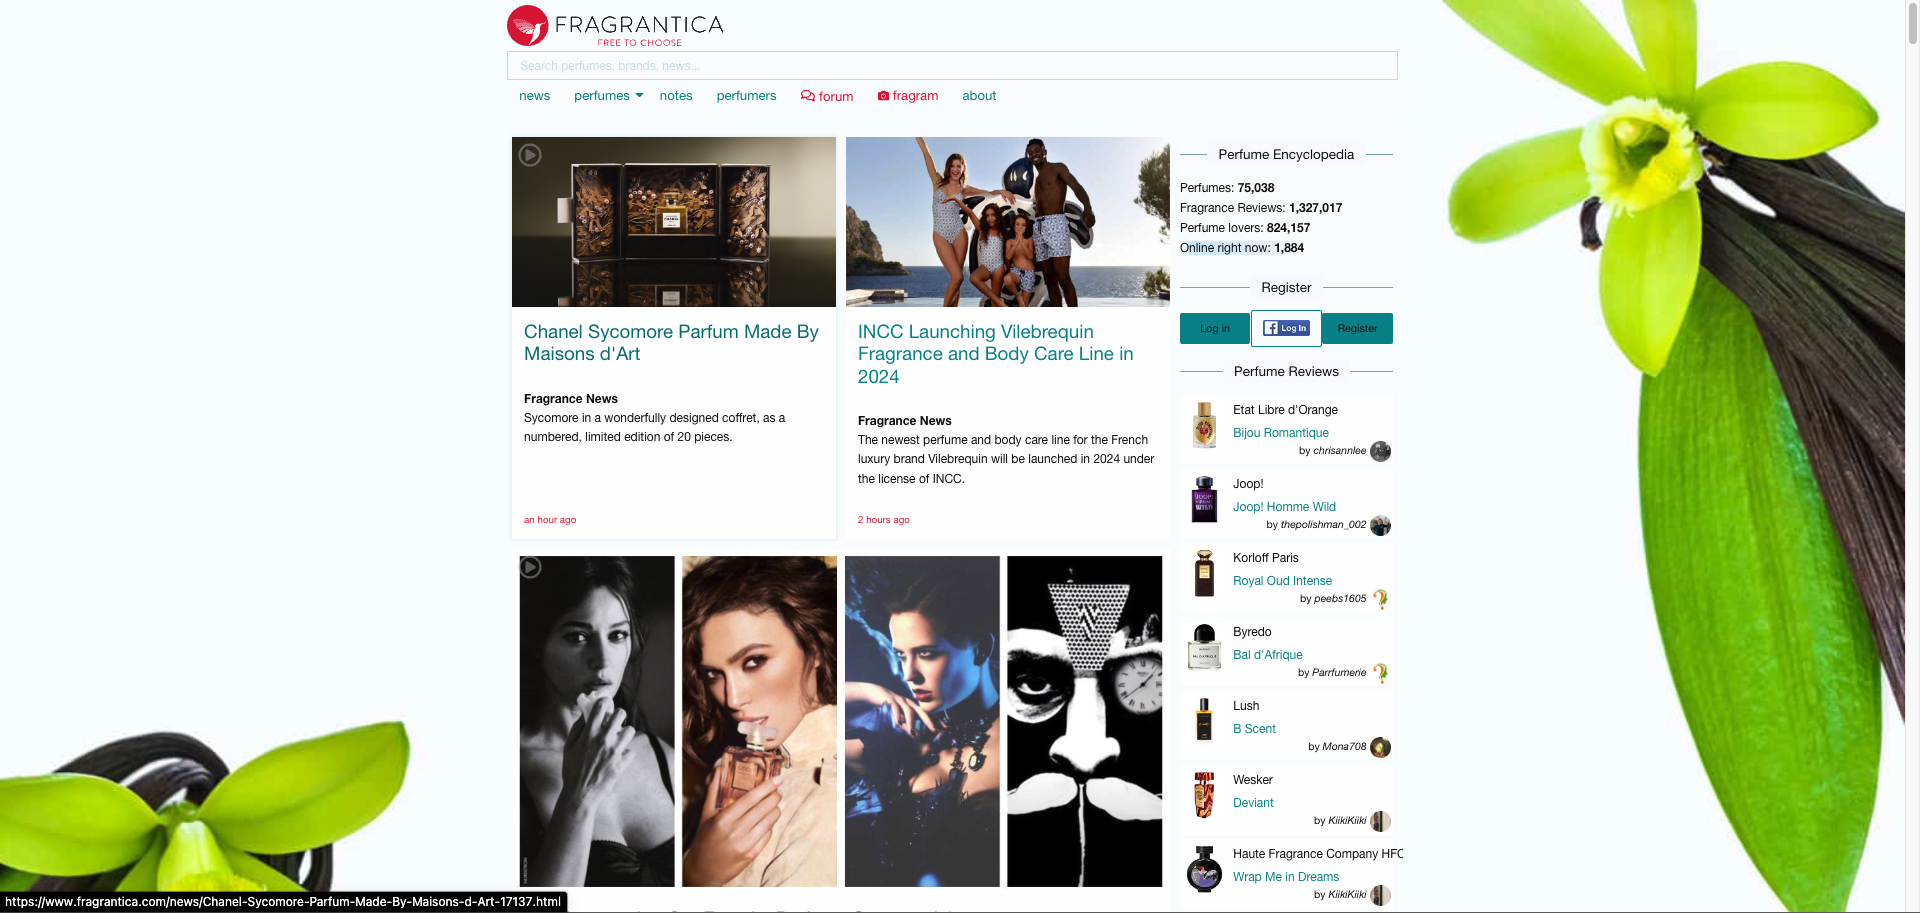 FRAGRANTICA
FREE TO CHOOSE
Search perfumes, brands, news...
news perfumes notes perfumers forum fragram about
Chanel Sycomore Parfum Made By
Maisons d'Art
Fragrance News
Sycomore in a wonderfully designed coffret, as a
numbered, limited edition of 20 pieces.
an hour ago
INCC Launching Vilebrequin
Fragrance and Body Care Line in
2024
Fragrance News
The newest perfume and body care line for the French
luxury brand Vilebrequin will be launched in 2024 under
the license of INCC.
2 hours ago
Perfume Encyclopedia
Perfumes: 75,038
Fragrance Reviews: 1,327,017
Perfume lovers: 824,157
Online right now: 1,884
Register
Log in Log In Register
Perfume Reviews
Etat Libre d'Orange
Bijou Romantique
by chrisannlee
Joop!
Joop! Homme Wild
by thepolishman_002
Korloff Paris
Royal Oud Intense
by peebs1605
Byredo
Bal d'Afrique
by Parrfumerie
Lush
B Scent
by Mona708
Wesker
Deviant
by KiikiKiiki
Haute Fragrance Company HFC
Wrap Me in Dreams
by KiikiKiiki
https://www.fragrantica.com/news/Chanel-Sycomore-Parfum-Made-By-Maisons-d-Art-17137.html